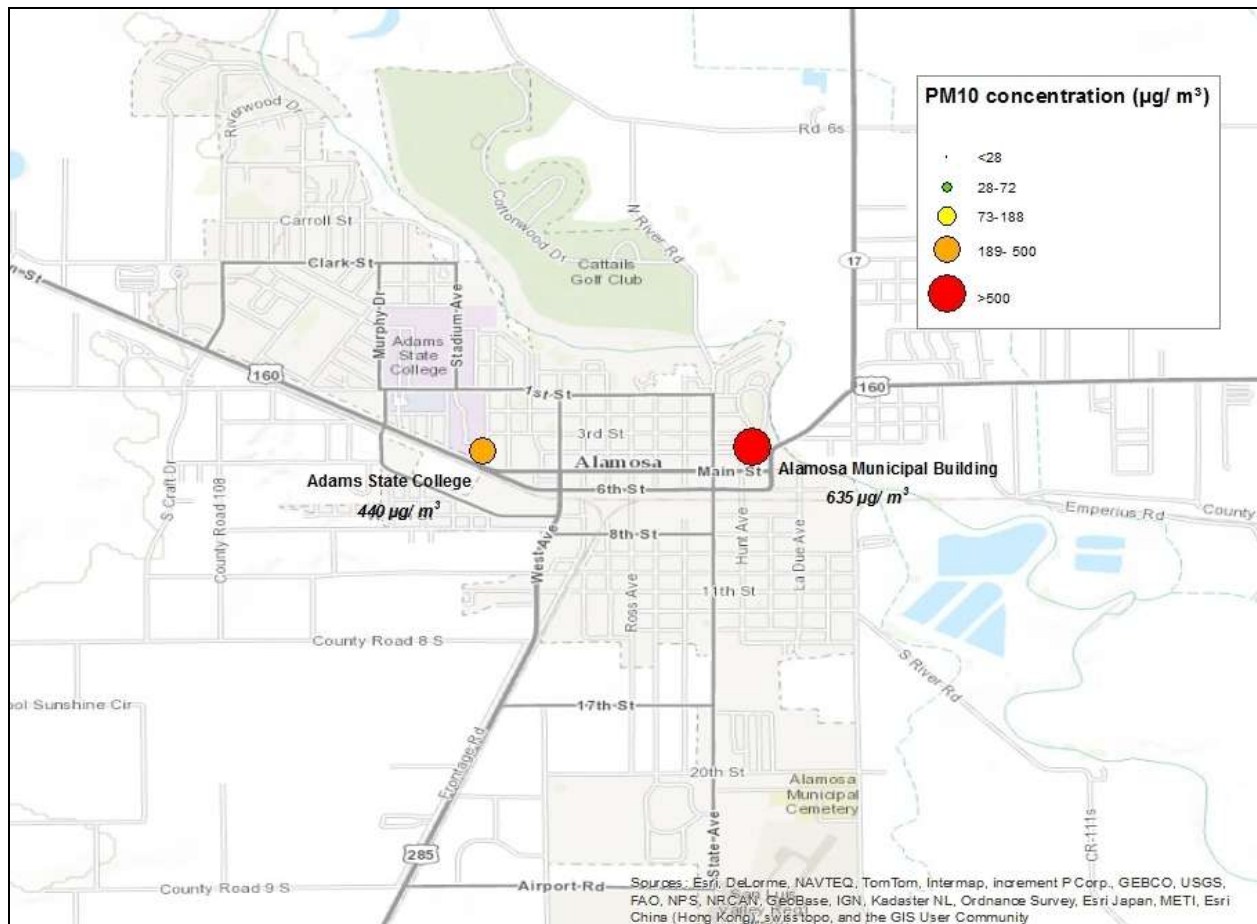 PM10 concentration (µg/ m³)
<28
28-72
73-188
189- 500
>500
Riverwood Dr
Rd 6s
Carroll St
Cottonwood Dr
N River Rd
Clark-St
Cattails
Golf Club
17
Murphy-Dr
Stadium-Ave
Adams
State
College
160
160
1st-St
3rd St
Alamosa
Main-St
Adams State College
440 µg/ m³
Alamosa Municipal Building
635 µg/ m³
6th-St
S Craft Dr
County Road 108
Emperius Rd
County
West-Ave
8th-St
Hunt Ave
La Due Ave
Ross Ave
11th St
County Road 8 S
S River Rd
ool Sunshine Cir
17th-St
Frontage Rd
20th St
Alamosa
Municipal
Cemetery
State-Ave
CR-111s
285
County Road 9 S
Airport-Rd
San Luis
Valley Reg
Sources: Esri, DeLorme, NAVTEQ, TomTom, Intermap, increment P Corp., GEBCO, USGS,
FAO, NPS, NRCAN, GeoBase, IGN, Kadaster NL, Ordnance Survey, Esri Japan, METI, Esri
China (Hong Kong), swisstopo, and the GIS User Community